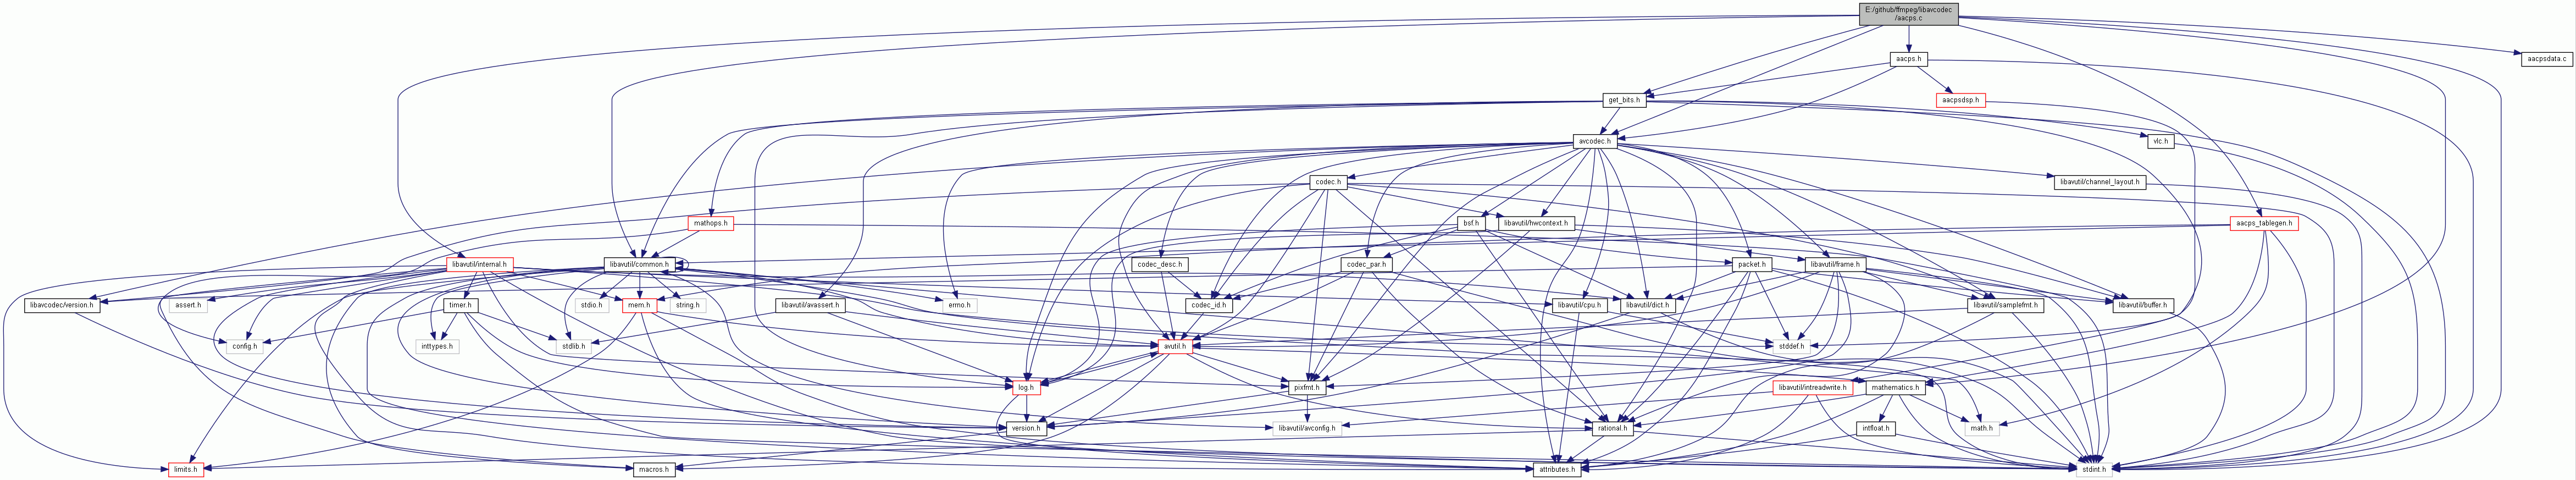 E:/github/ffmpeg/libavcodec
/aacps.c
aacps.h
aacpsdata.c
get_bits.h
aacpsdsp.h
avcodec.h
vlc.h
codec.h
libavutil/channel_layout.h
mathops.h
bsf.h
libavutil/hwcontext.h
aacps_tablegen.h
libavutil/internal.h
libavutil/common.h
codec_desc.h
codec_par.h
packet.h
libavutil/frame.h
libavcodec/version.h
assert.h
timer.h
stdio.h
mem.h
string.h
libavutil/avassert.h
errno.h
codec_id.h
libavutil/cpu.h
libavutil/dict.h
libavutil/samplefmt.h
libavutil/buffer.h
config.h
inttypes.h
stdlib.h
avutil.h
stddef.h
log.h
pixfmt.h
libavutil/intreadwrite.h
mathematics.h
version.h
libavutil/avconfig.h
rational.h
intfloat.h
math.h
limits.h
macros.h
attributes.h
stdint.h